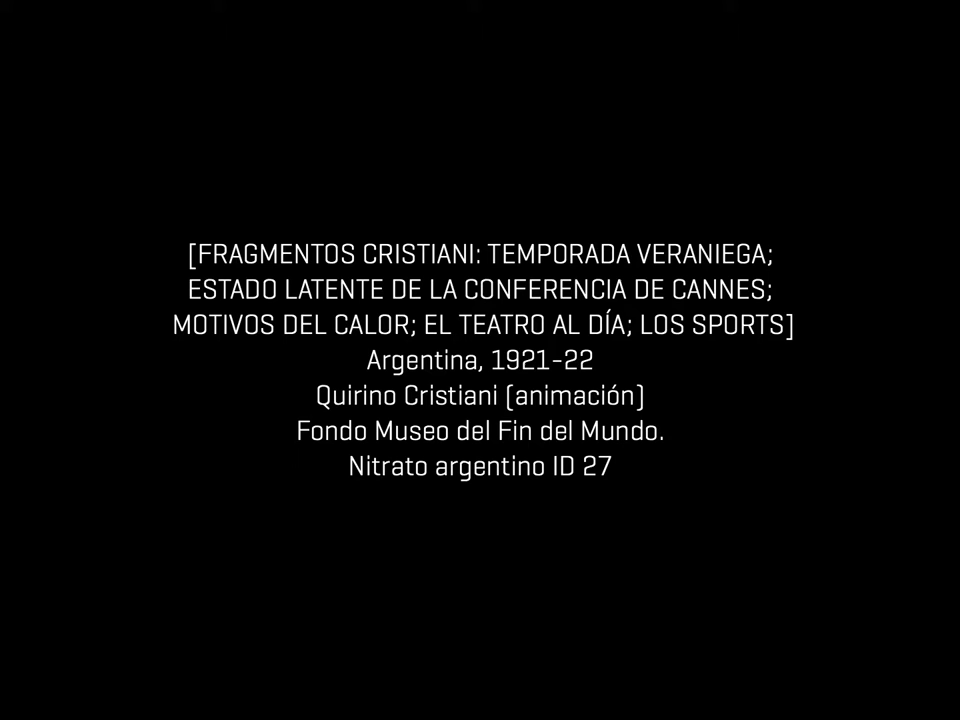 [FRAGMENTOS CRISTIANI: TEMPORADA VERANIEGA;
ESTADO LATENTE DE LA CONFERENCIA DE CANNES;
MOTIVOS DEL CALOR; EL TEATRO AL DÍA; LOS SPORTS]
Argentina, 1921-22
Quirino Cristiani (animación)
Fondo Museo del Fin del Mundo.
Nitrato argentino ID 27